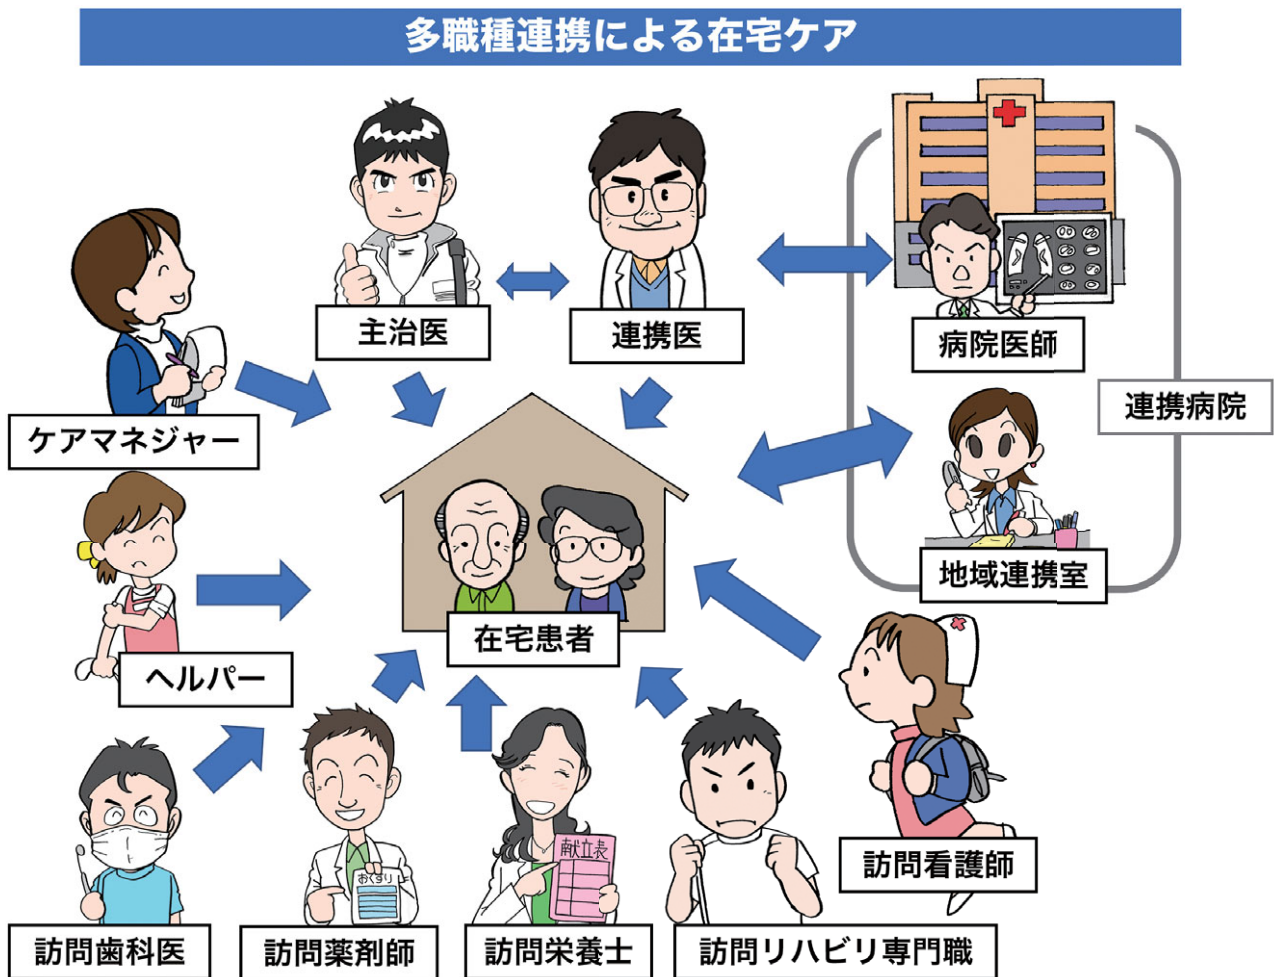 多職種連携による在宅ケア
主治医
連携医
病院医師
連携病院
ケアマネジャー
地域連携室
在宅患者
ヘルパー
訪問看護師
おくすり
献立表
訪問歯科医
訪問薬剤師
訪問栄養士
訪問リハビリ専門職